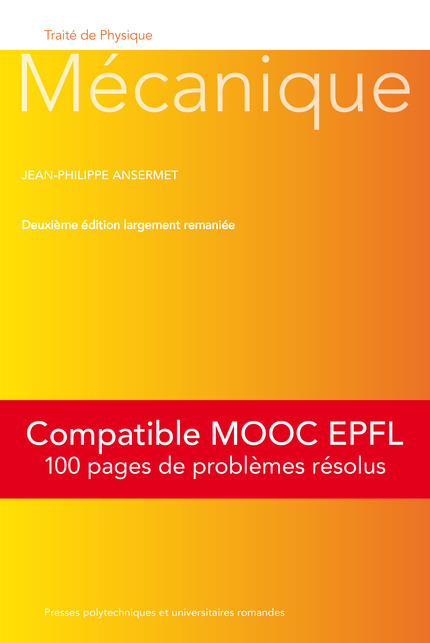 Traité de Physique
Mécanique
JEAN-PHILIPPE ANSERMET
Deuxième édition largement remaniée
Compatible MOOC EPFL
100 pages de problèmes résolus
Presses polytechniques et universitaires romandes